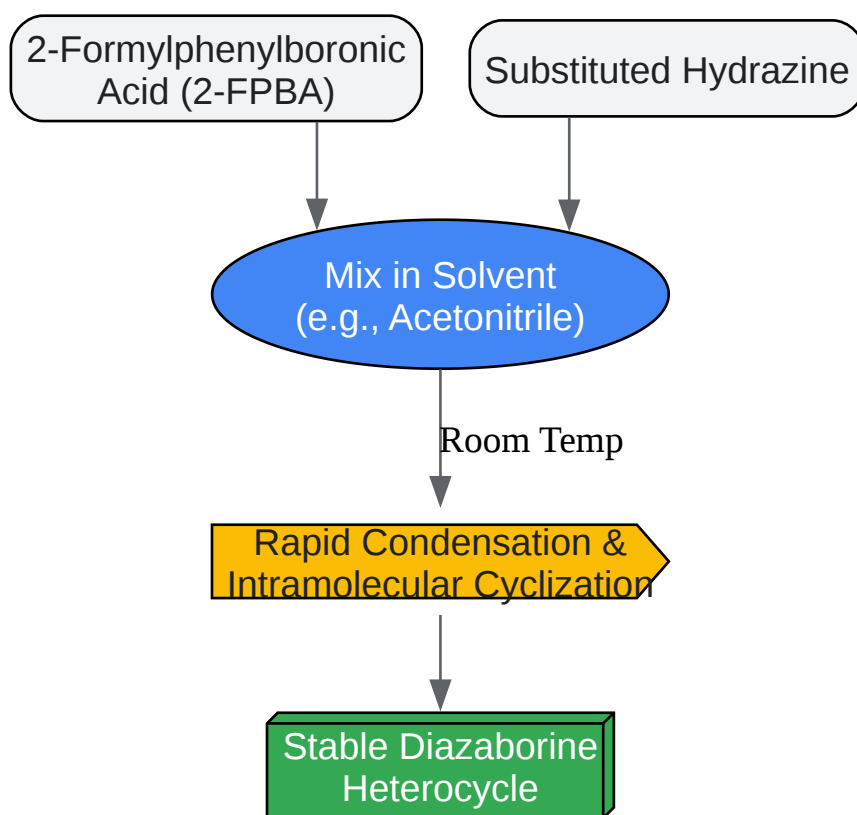 2-Formylphenylboronic
Acid (2-FPBA)
Substituted Hydrazine
Mix in Solvent
(e.g., Acetonitrile)
Room Temp
Rapid Condensation &
Intramolecular Cyclization
Stable Diazaborine
Heterocycle